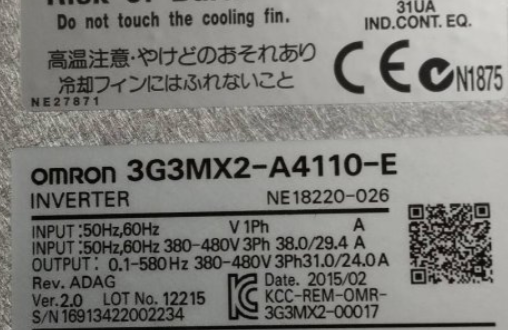 Do not touch the cooling fin.
31UA
IND.CONT. EQ.
高温注意・やけどのおそれあり
冷却フィンにはふれないこと
CE N1875
NE27871
OMRON 3G3MX2-A4110-E
INVERTER NE18220-026
INPUT :50Hz,60Hz V 1Ph A
INPUT :50Hz,60Hz 380-480V 3Ph 38.0/29.4 A
OUTPUT: 0.1-580Hz 380-480V 3Ph31.0/24.0 A
Rev. ADAG Date. 2015/02
Ver.2.0 LOT No. 12215 KCC-REM-OMR-
S/N 16913422002234 3G3MX2-00017